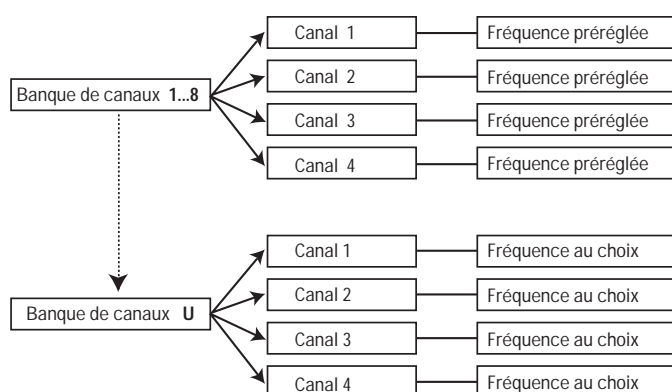 Canal 1 Fréquence préréglée
Canal 2 Fréquence préréglée
Banque de canaux 1...8
Canal 3 Fréquence préréglée
Canal 4 Fréquence préréglée
Canal 1 Fréquence au choix
Canal 2 Fréquence au choix
Banque de canaux U
Canal 3 Fréquence au choix
Canal 4 Fréquence au choix